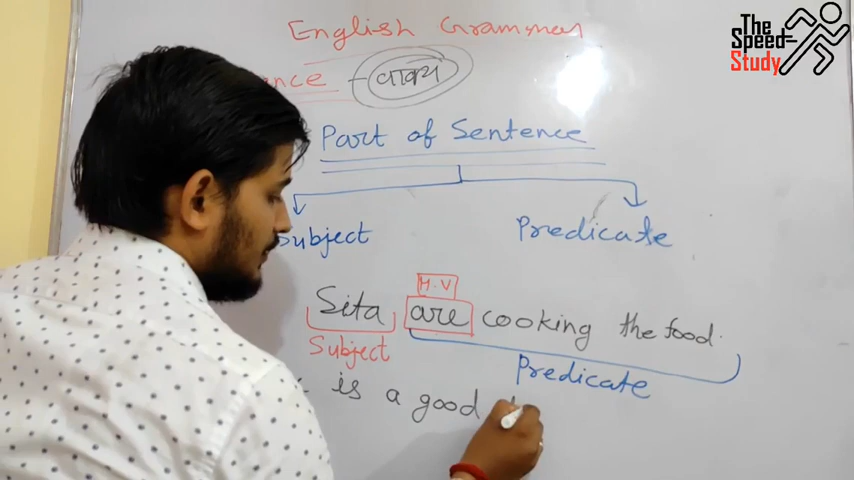 The
Speed
Study
English Grammar
ence - वाक्य
Part of Sentence
Subject Predicate
H.V
Sita are cooking the food.
Subject
Predicate
is a good